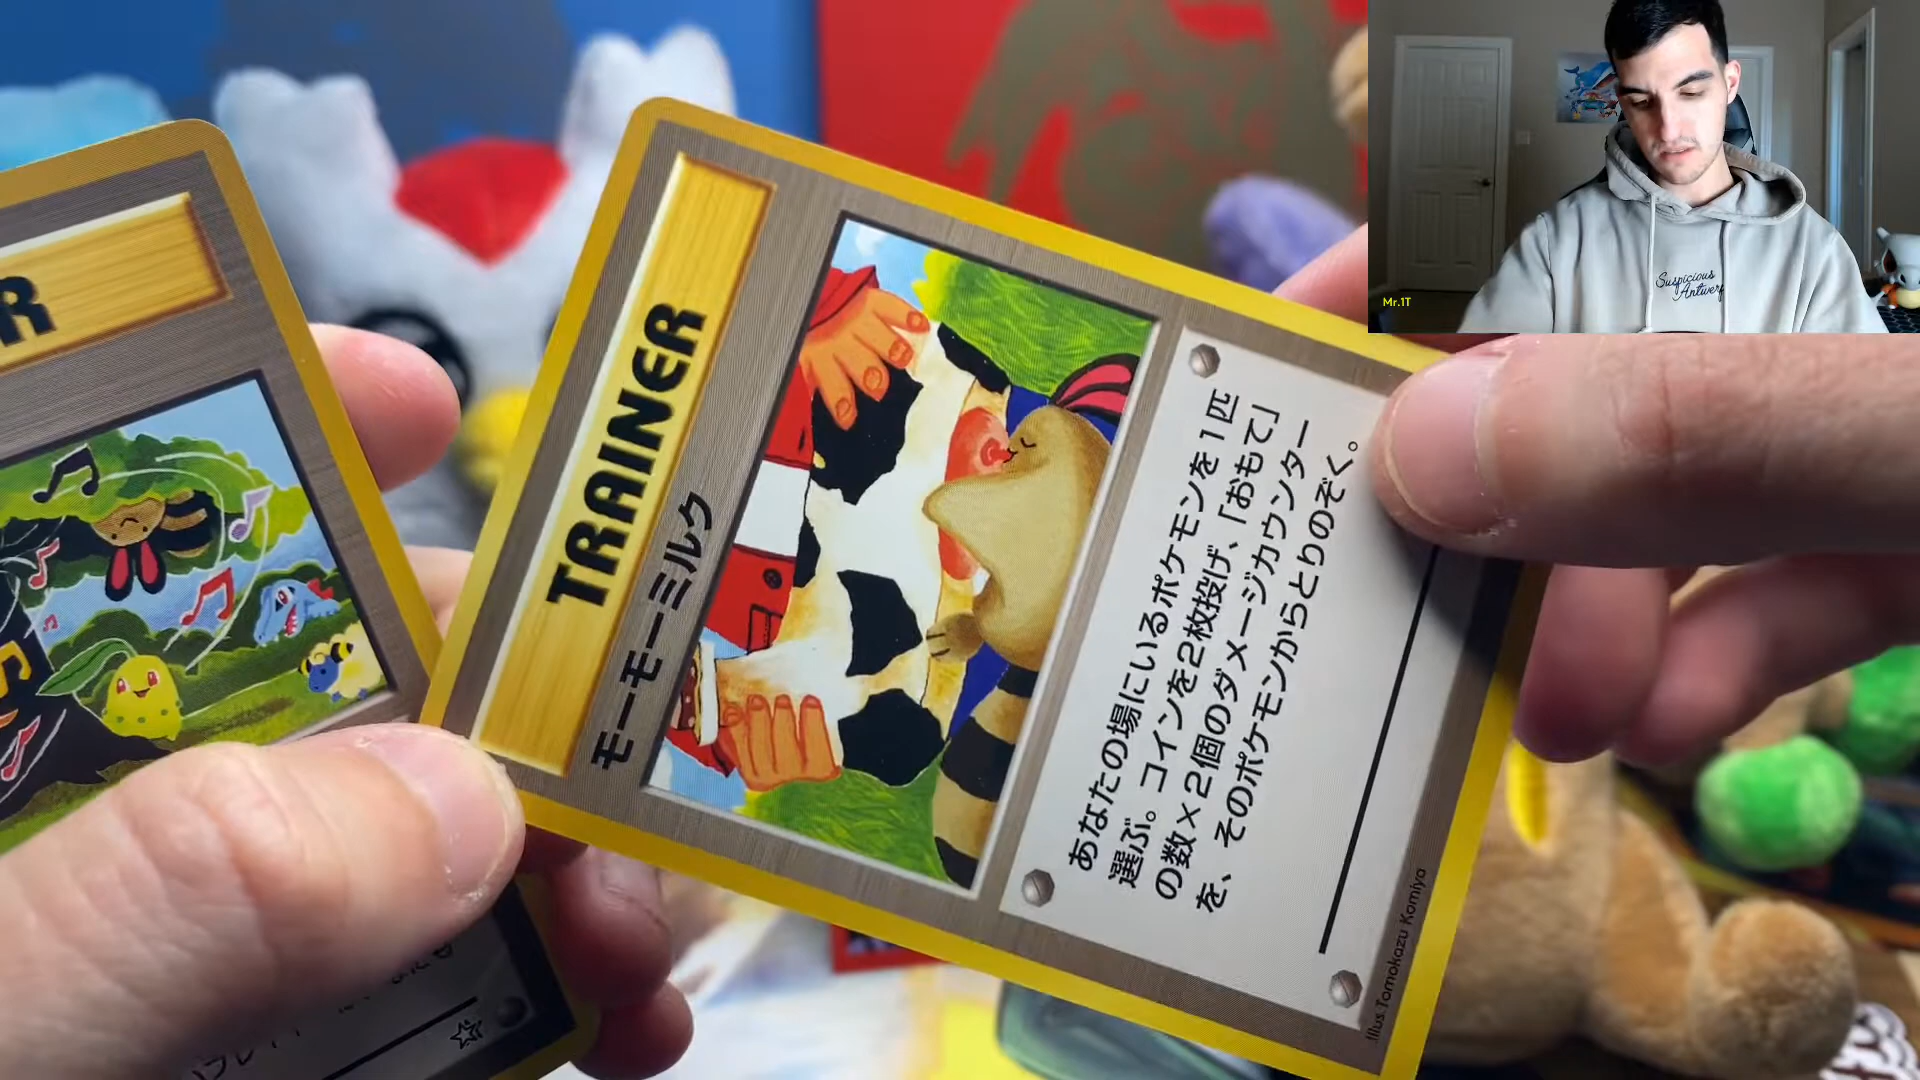 R
TRAINER
モーモーミルク
あなたの場にいるポケモンを1匹
選ぶ。コインを2枚投げ、「おもて」
の数×2個のダメージカウンター
を、そのポケモンからとりのぞく。
Illus. Tomokazu Komiya
Suspicious
Antwerp
Mr.1T